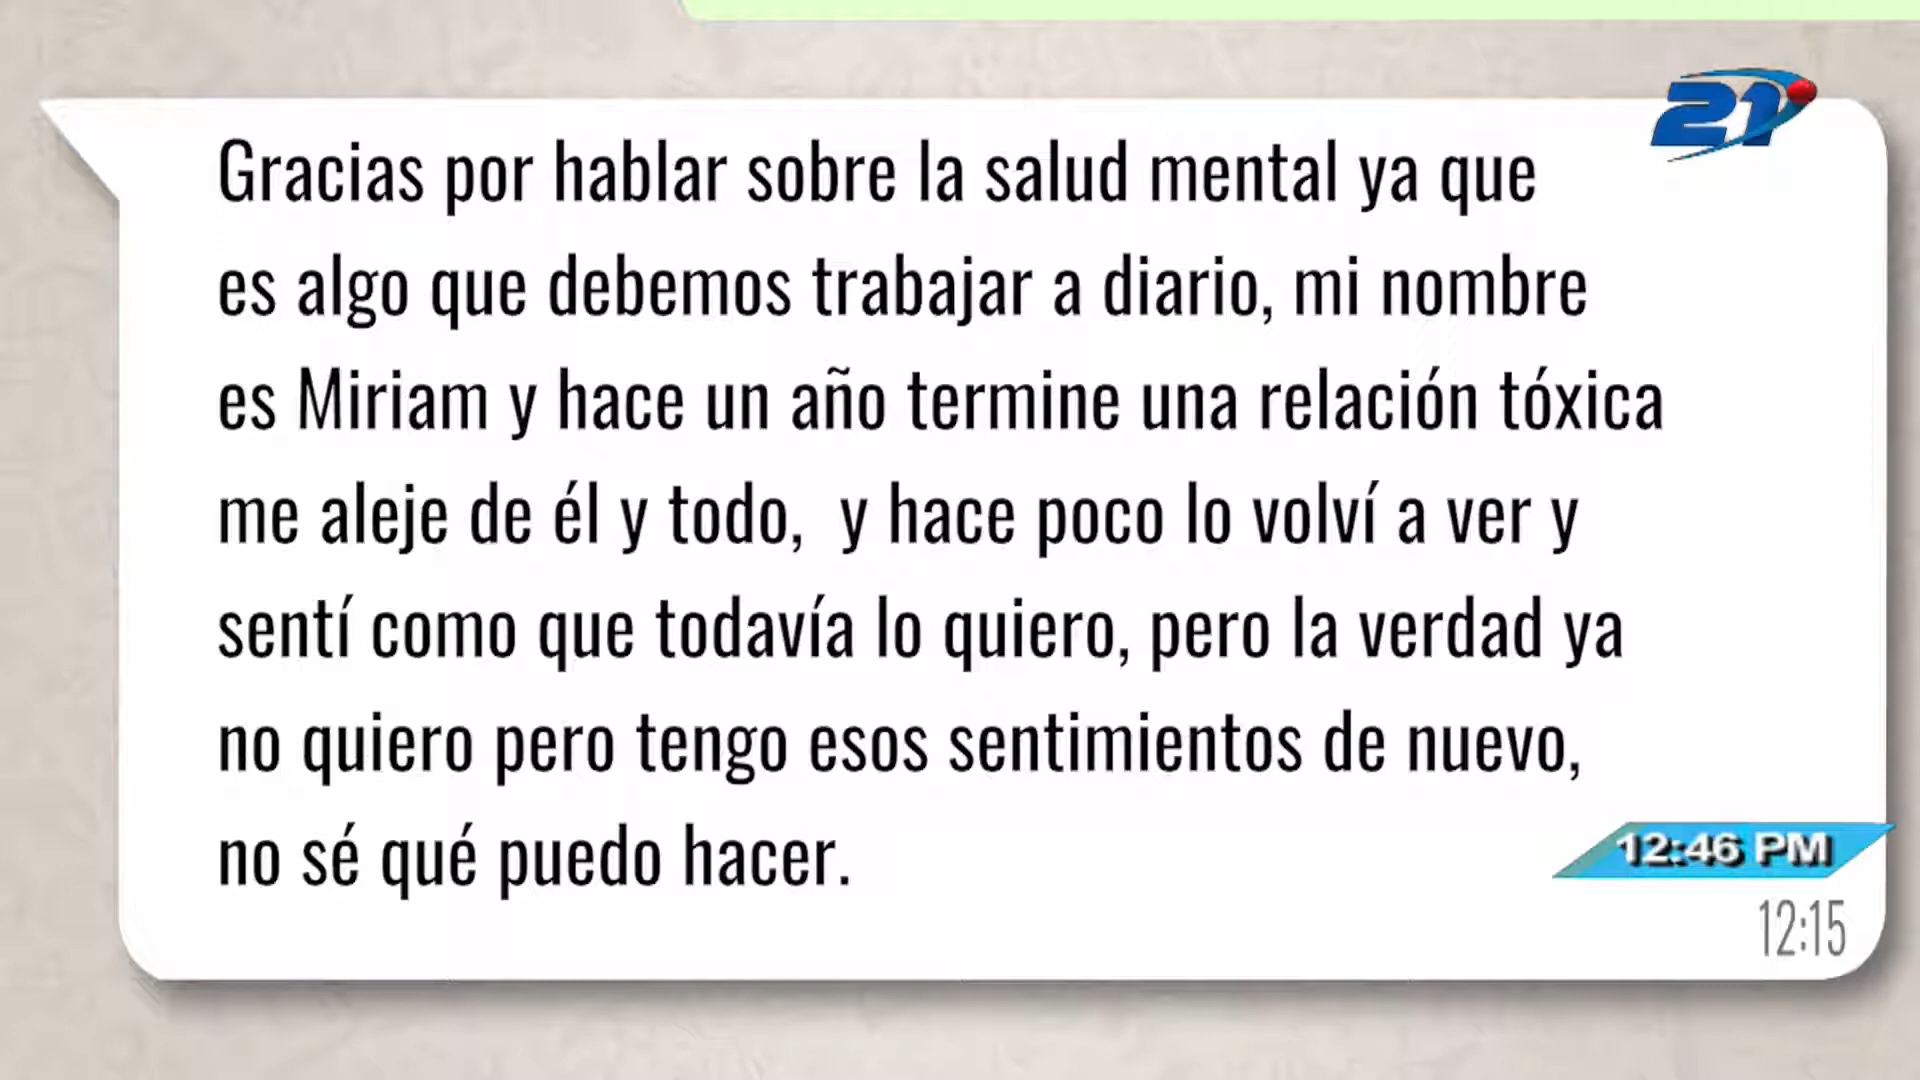 21
Gracias por hablar sobre la salud mental ya que
es algo que debemos trabajar a diario, mi nombre
es Miriam y hace un año termine una relación tóxica
me aleje de él y todo,  y hace poco lo volví a ver y
sentí como que todavía lo quiero, pero la verdad ya
no quiero pero tengo esos sentimientos de nuevo,
no sé qué puedo hacer.
12:46 PM
12:15